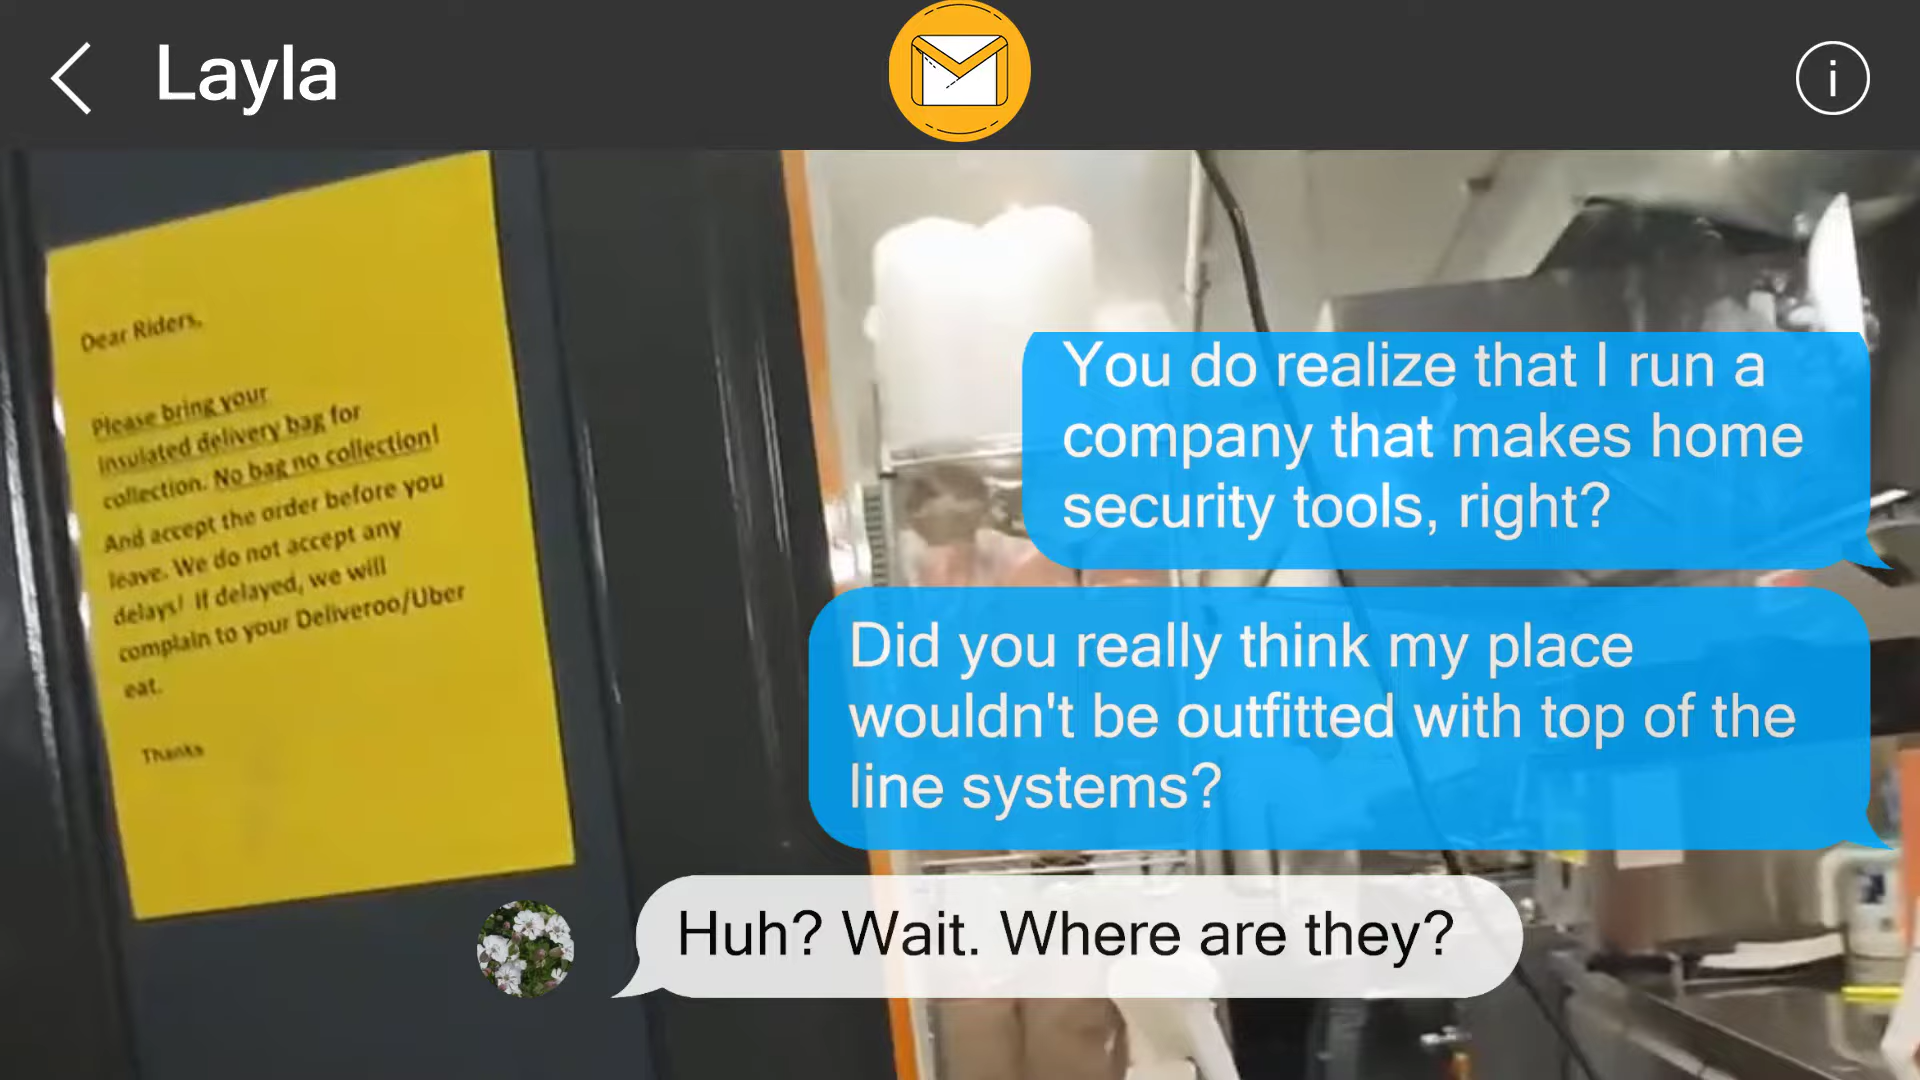 Layla
i
Dear Riders,
Please bring your
insulated delivery bag for
collection. No bag no collection!
And accept the order before you
leave. We do not accept any
delays! If delayed, we will
complain to your Deliveroo/Uber
eat.
Thanks
You do realize that I run a
company that makes home
security tools, right?
Did you really think my place
wouldn't be outfitted with top of the
line systems?
Huh? Wait. Where are they?